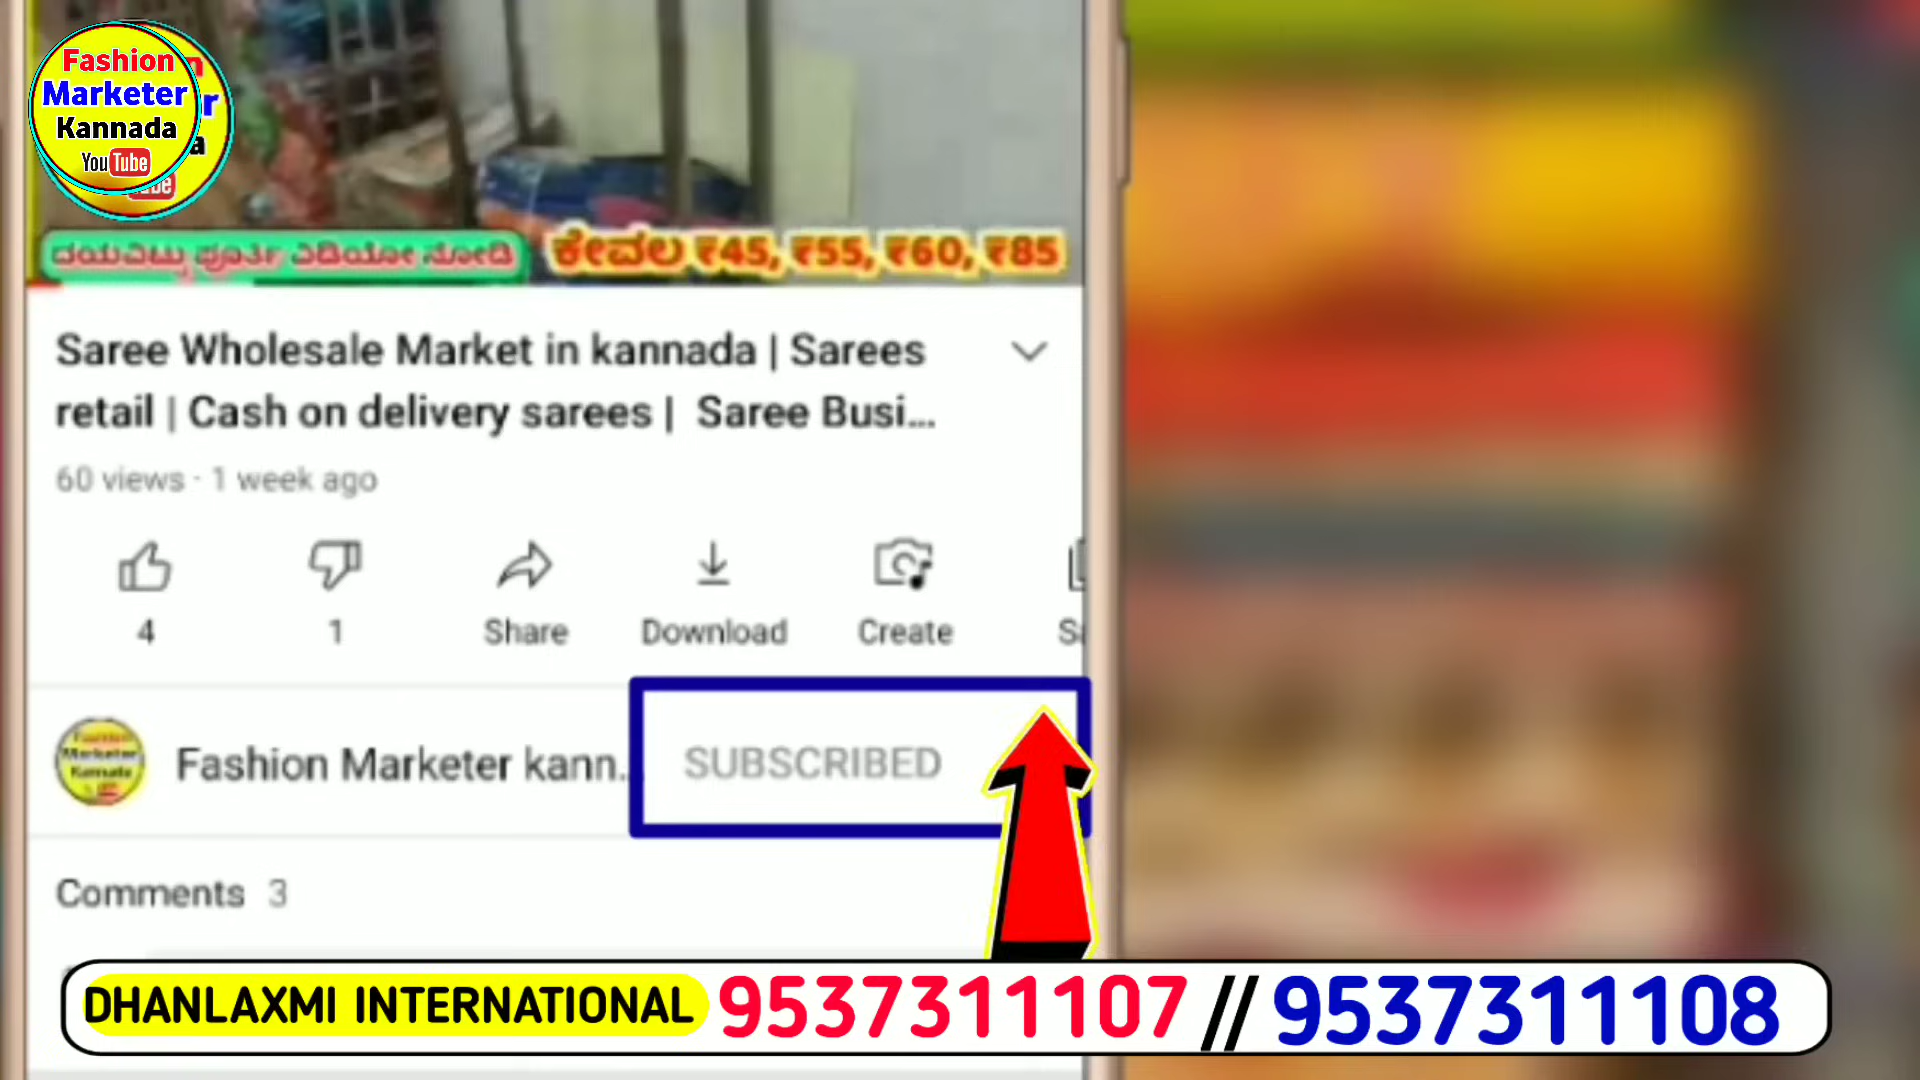 Fashion
Marketer
Kannada
YouTube
ದಯವಿಟ್ಟು ಪೂರ್ತಿ ವಿಡಿಯೋ ನೋಡಿ
ಕೇವಲ ₹45, ₹55, ₹60, ₹85
Saree Wholesale Market in kannada | Sarees
retail | Cash on delivery sarees | Saree Busi...
60 views · 1 week ago
4
1
Share
Download
Create
Fashion Marketer kann...
SUBSCRIBED
Comments 3
DHANLAXMI INTERNATIONAL 9537311107 // 9537311108